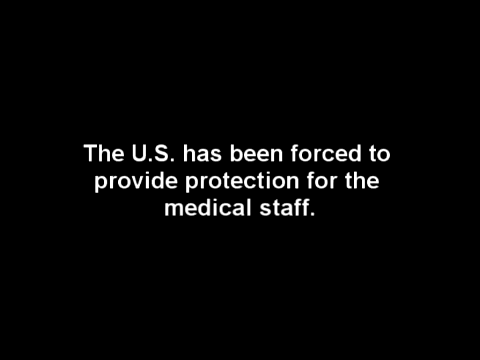 The U.S. has been forced to
provide protection for the
medical staff.